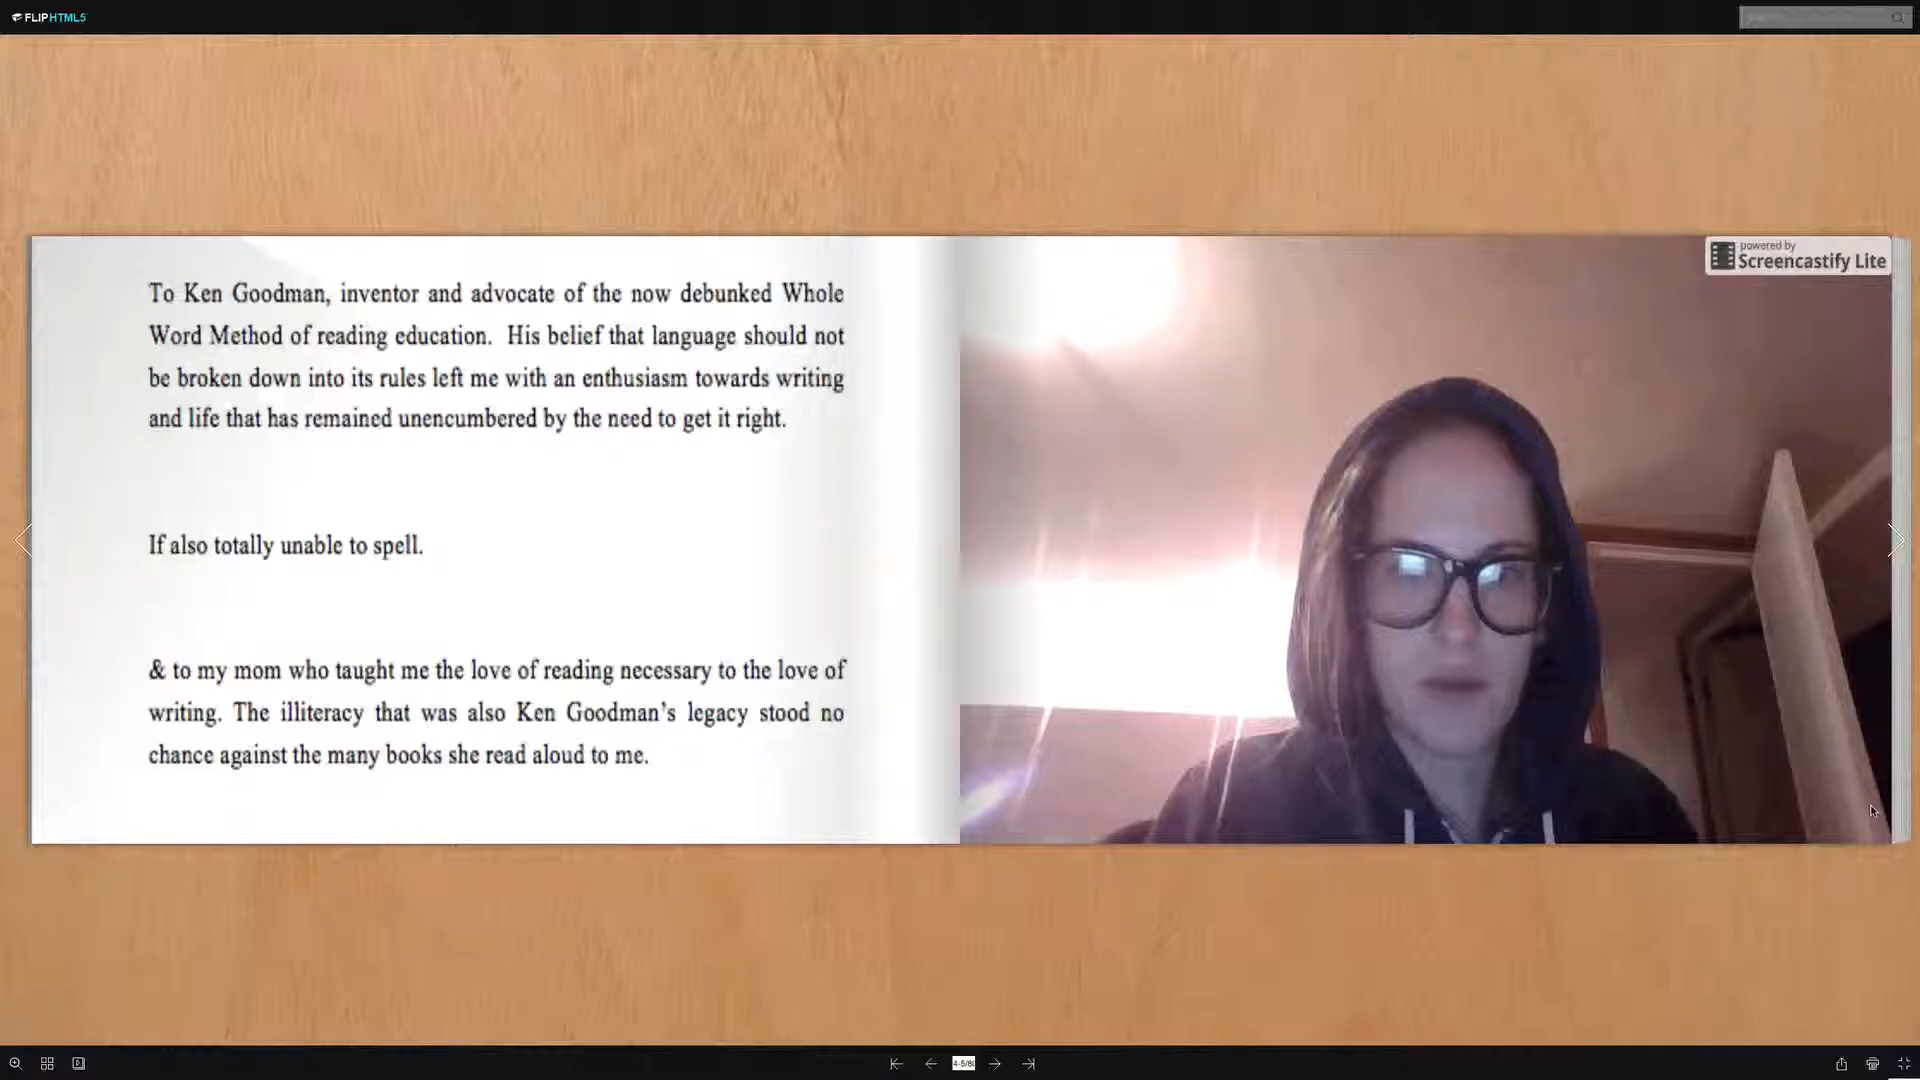 FLIPHTML5
powered by
Screencastify Lite
To Ken Goodman, inventor and advocate of the now debunked Whole
Word Method of reading education. His belief that language should not
be broken down into its rules left me with an enthusiasm towards writing
and life that has remained unencumbered by the need to get it right.
If also totally unable to spell.
& to my mom who taught me the love of reading necessary to the love of
writing. The illiteracy that was also Ken Goodman's legacy stood no
chance against the many books she read aloud to me.